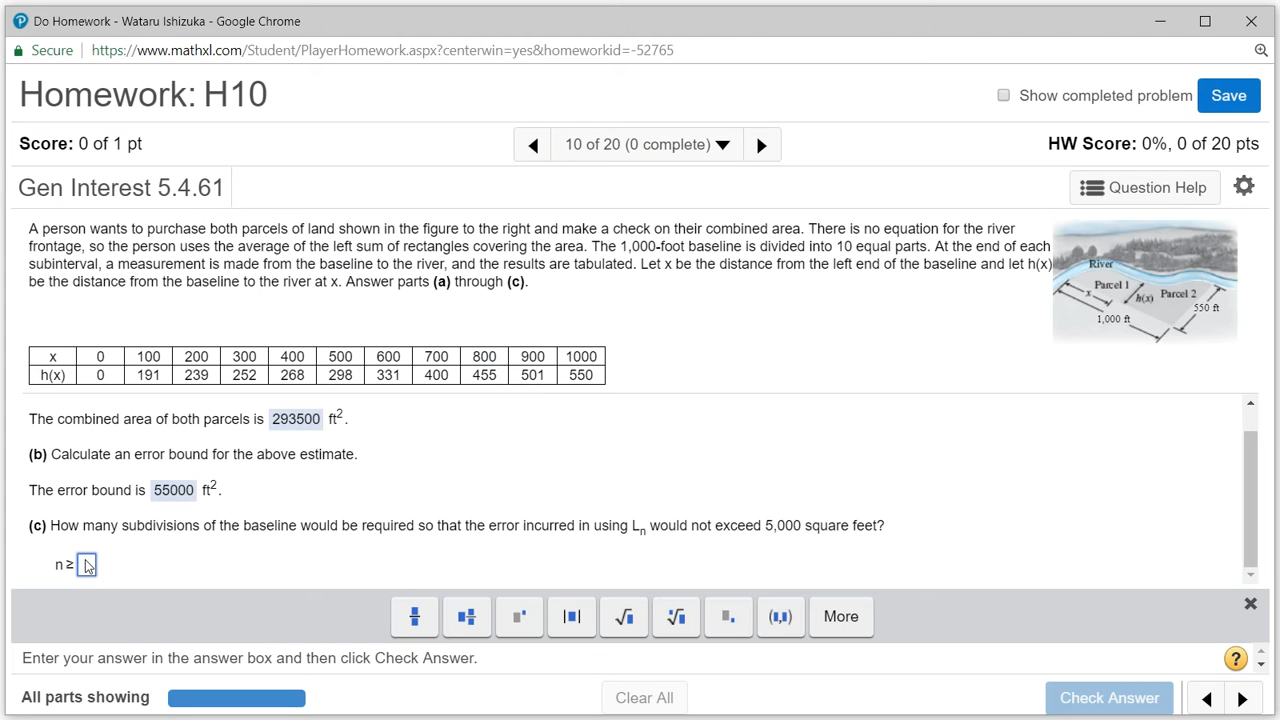 Do Homework - Wataru Ishizuka - Google Chrome
Secure | https://www.mathxl.com/Student/PlayerHomework.aspx?centerwin=yes&homeworkid=-52765
Homework: H10
Show completed problem
Save
Score: 0 of 1 pt
10 of 20 (0 complete)
HW Score: 0%, 0 of 20 pts
Gen Interest 5.4.61
Question Help
A person wants to purchase both parcels of land shown in the figure to the right and make a check on their combined area. There is no equation for the river
frontage, so the person uses the average of the left sum of rectangles covering the area. The 1,000-foot baseline is divided into 10 equal parts. At the end of each
subinterval, a measurement is made from the baseline to the river, and the results are tabulated. Let x be the distance from the left end of the baseline and let h(x)
be the distance from the baseline to the river at x. Answer parts (a) through (c).
River
Parcel 1
x
h(x)
Parcel 2
550 ft
1,000 ft
x 0 100 200 300 400 500 600 700 800 900 1000
h(x) 0 191 239 252 268 298 331 400 455 501 550
The combined area of both parcels is 293500 ft².
(b) Calculate an error bound for the above estimate.
The error bound is 55000 ft².
(c) How many subdivisions of the baseline would be required so that the error incurred in using Lₙ would not exceed 5,000 square feet?
n ≥
More
Enter your answer in the answer box and then click Check Answer.
?
All parts showing
Clear All
Check Answer